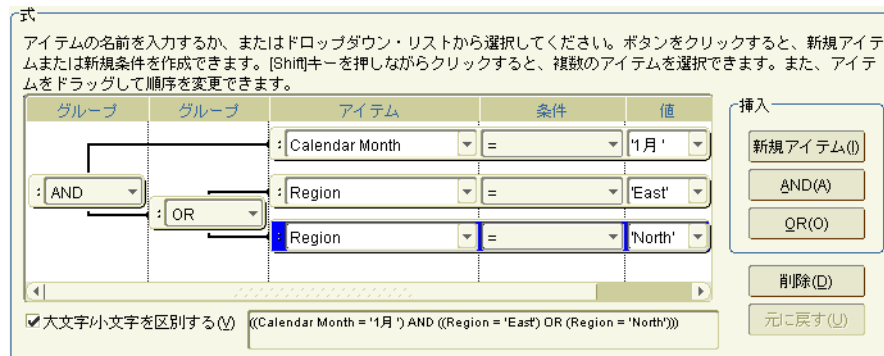 式
アイテムの名前を入力するか、またはドロップダウン・リストから選択してください。ボタンをクリックすると、新規アイテ
ムまたは新規条件を作成できます。[Shift]キーを押しながらクリックすると、複数のアイテムを選択できます。また、アイテ
ムをドラッグして順序を変更できます。
グループ グループ アイテム 条件 値
挿入
Calendar Month = '1月 '
新規アイテム(I)
AND Region = 'East'
AND(A)
OR
Region = 'North'
OR(O)
削除(D)
大文字/小文字を区別する(V) ((Calendar Month = '1月 ') AND ((Region = 'East') OR (Region = 'North')))
元に戻す(U)